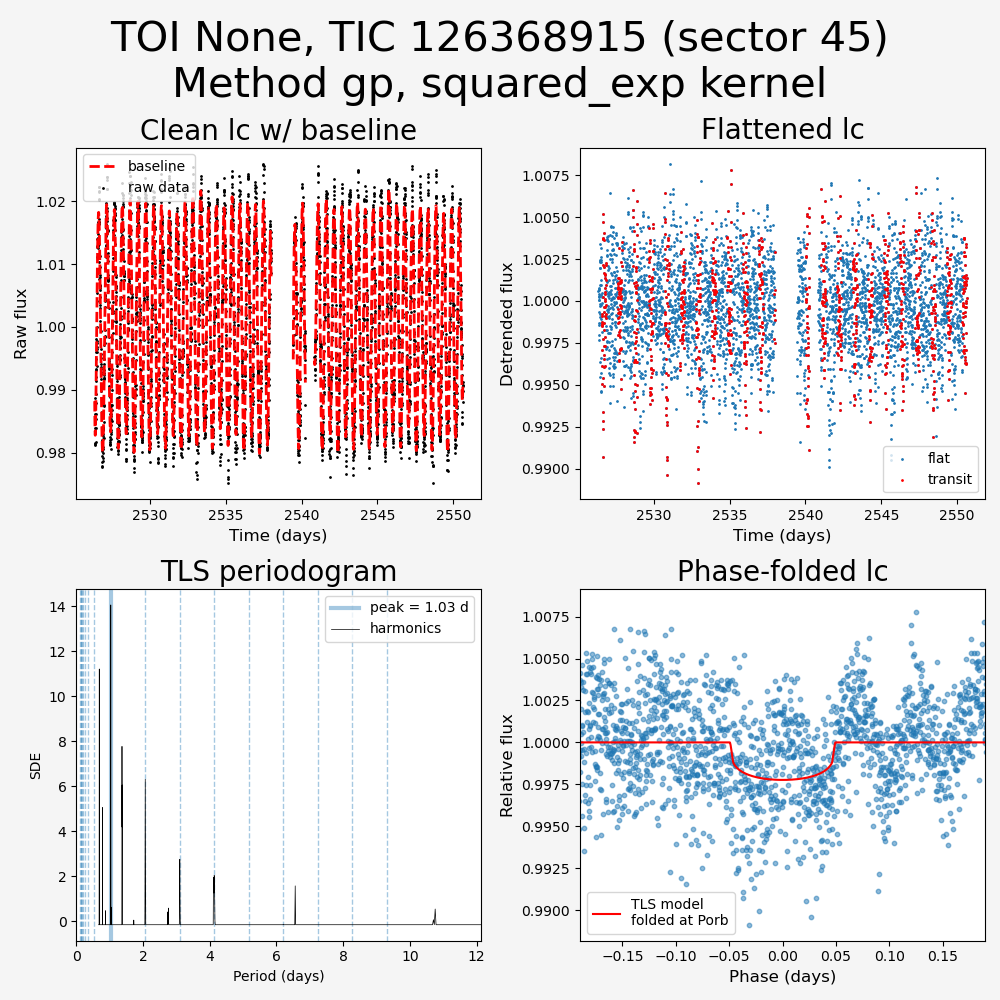 TOI None, TIC 126368915 (sector 45)
Method gp, squared_exp kernel
Clean lc w/ baseline
baseline
raw data
Raw flux
1.02
1.01
1.00
0.99
0.98
2530
2535
2540
2545
2550
Time (days)
Flattened lc
Detrended flux
1.0075
1.0050
1.0025
1.0000
0.9975
0.9950
0.9925
0.9900
flat
transit
2530
2535
2540
2545
2550
Time (days)
TLS periodogram
peak = 1.03 d
harmonics
SDE
14
12
10
8
6
4
2
0
0
2
4
6
8
10
12
Period (days)
Phase-folded lc
Relative flux
1.0075
1.0050
1.0025
1.0000
0.9975
0.9950
0.9925
0.9900
TLS model
folded at Porb
−0.15
−0.10
−0.05
0.00
0.05
0.10
0.15
Phase (days)